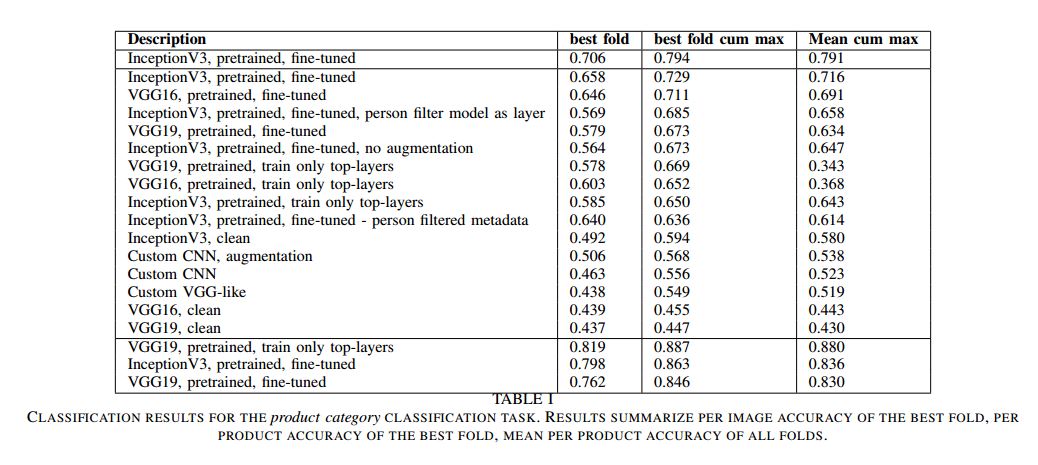 Description best fold best fold cum max Mean cum max
InceptionV3, pretrained, fine-tuned 0.706 0.794 0.791
InceptionV3, pretrained, fine-tuned 0.658 0.729 0.716
VGG16, pretrained, fine-tuned 0.646 0.711 0.691
InceptionV3, pretrained, fine-tuned, person filter model as layer 0.569 0.685 0.658
VGG19, pretrained, fine-tuned 0.579 0.673 0.634
InceptionV3, pretrained, fine-tuned, no augmentation 0.564 0.673 0.647
VGG19, pretrained, train only top-layers 0.578 0.669 0.343
VGG16, pretrained, train only top-layers 0.603 0.652 0.368
InceptionV3, pretrained, train only top-layers 0.585 0.650 0.643
InceptionV3, pretrained, fine-tuned - person filtered metadata 0.640 0.636 0.614
InceptionV3, clean 0.492 0.594 0.580
Custom CNN, augmentation 0.506 0.568 0.538
Custom CNN 0.463 0.556 0.523
Custom VGG-like 0.438 0.549 0.519
VGG16, clean 0.439 0.455 0.443
VGG19, clean 0.437 0.447 0.430
VGG19, pretrained, train only top-layers 0.819 0.887 0.880
InceptionV3, pretrained, fine-tuned 0.798 0.863 0.836
VGG19, pretrained, fine-tuned 0.762 0.846 0.830
TABLE I
CLASSIFICATION RESULTS FOR THE product category CLASSIFICATION TASK. RESULTS SUMMARIZE PER IMAGE ACCURACY OF THE BEST FOLD, PER
PRODUCT ACCURACY OF THE BEST FOLD, MEAN PER PRODUCT ACCURACY OF ALL FOLDS.